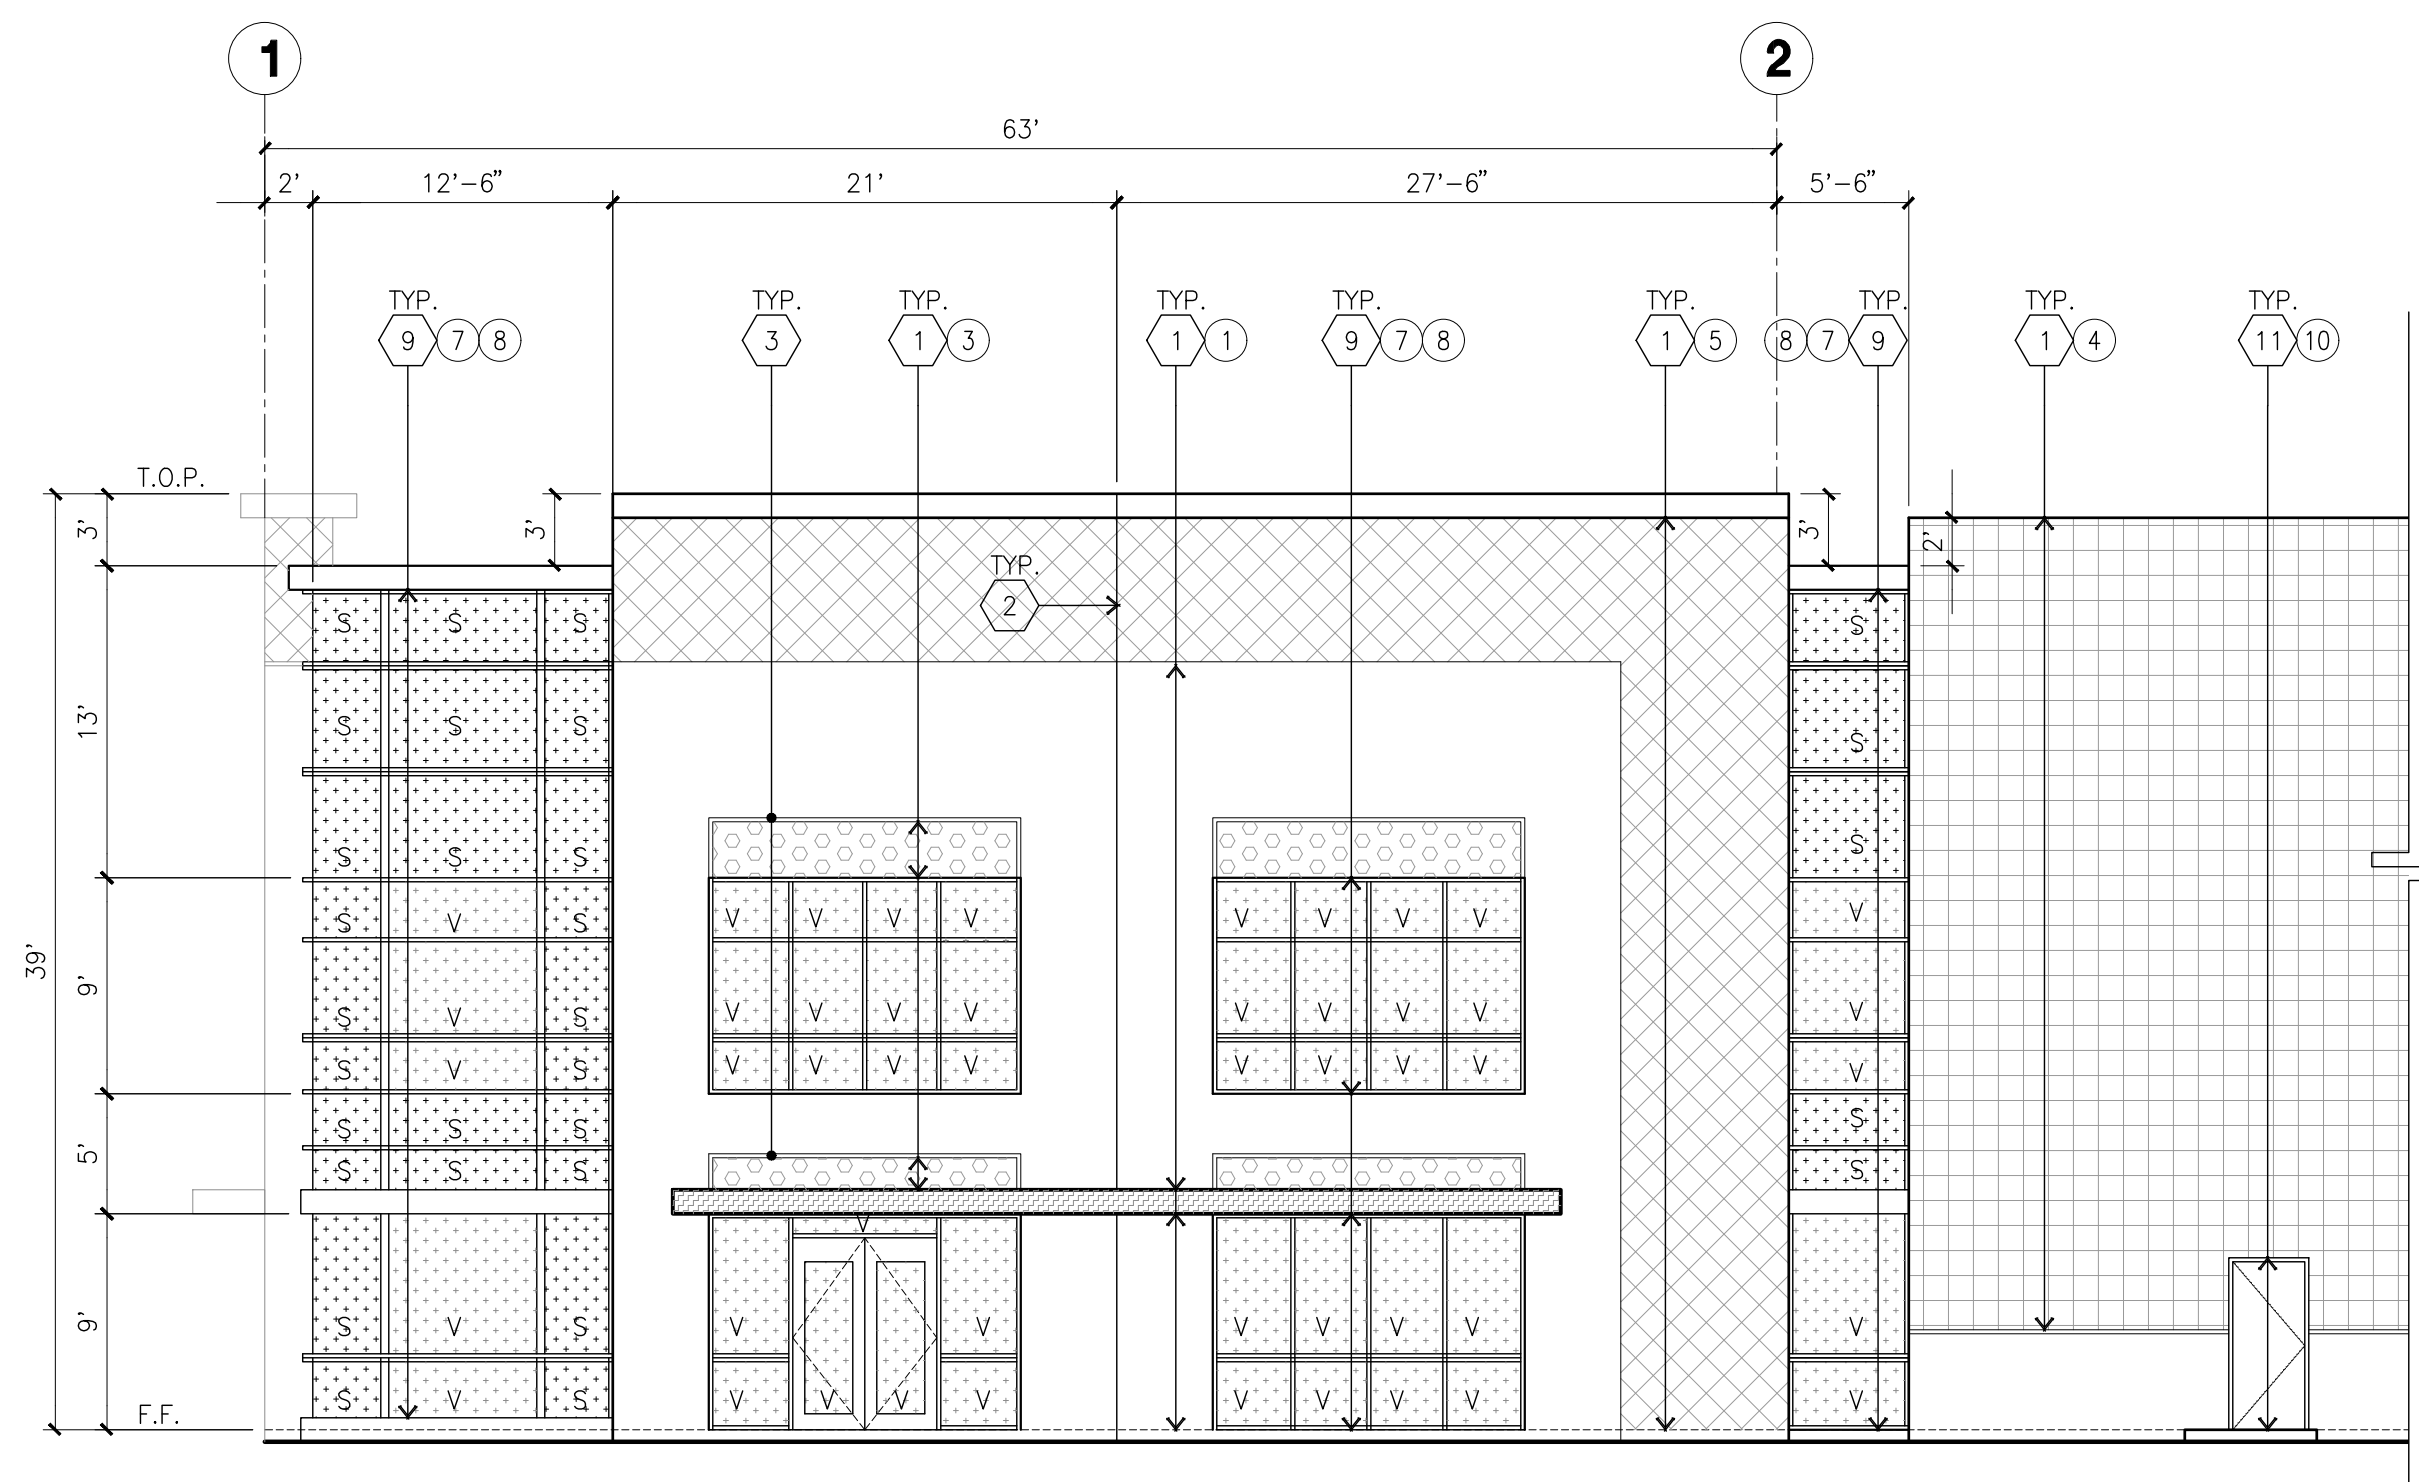 1 2
63'
2' 12'-6" 21' 27'-6" 5'-6"
TYP. TYP. TYP. TYP. TYP. TYP. TYP. TYP. TYP.
9 7 8 3 1 3 1 1 9 7 8 1 5 8 7 9 1 4 11 10
T.O.P.
3' 3' 3' 2'
TYP.
2
S S S S
13'
S S S S
S S S S
S V S V V V V V V V V V
39'
9'
S V S V V V V V V V V V
S V S V V V V V V V V V
S S S S
5'
S S S S
V
9'
S V S V V V V V V V
S V S V V V V V V V V V
F.F.